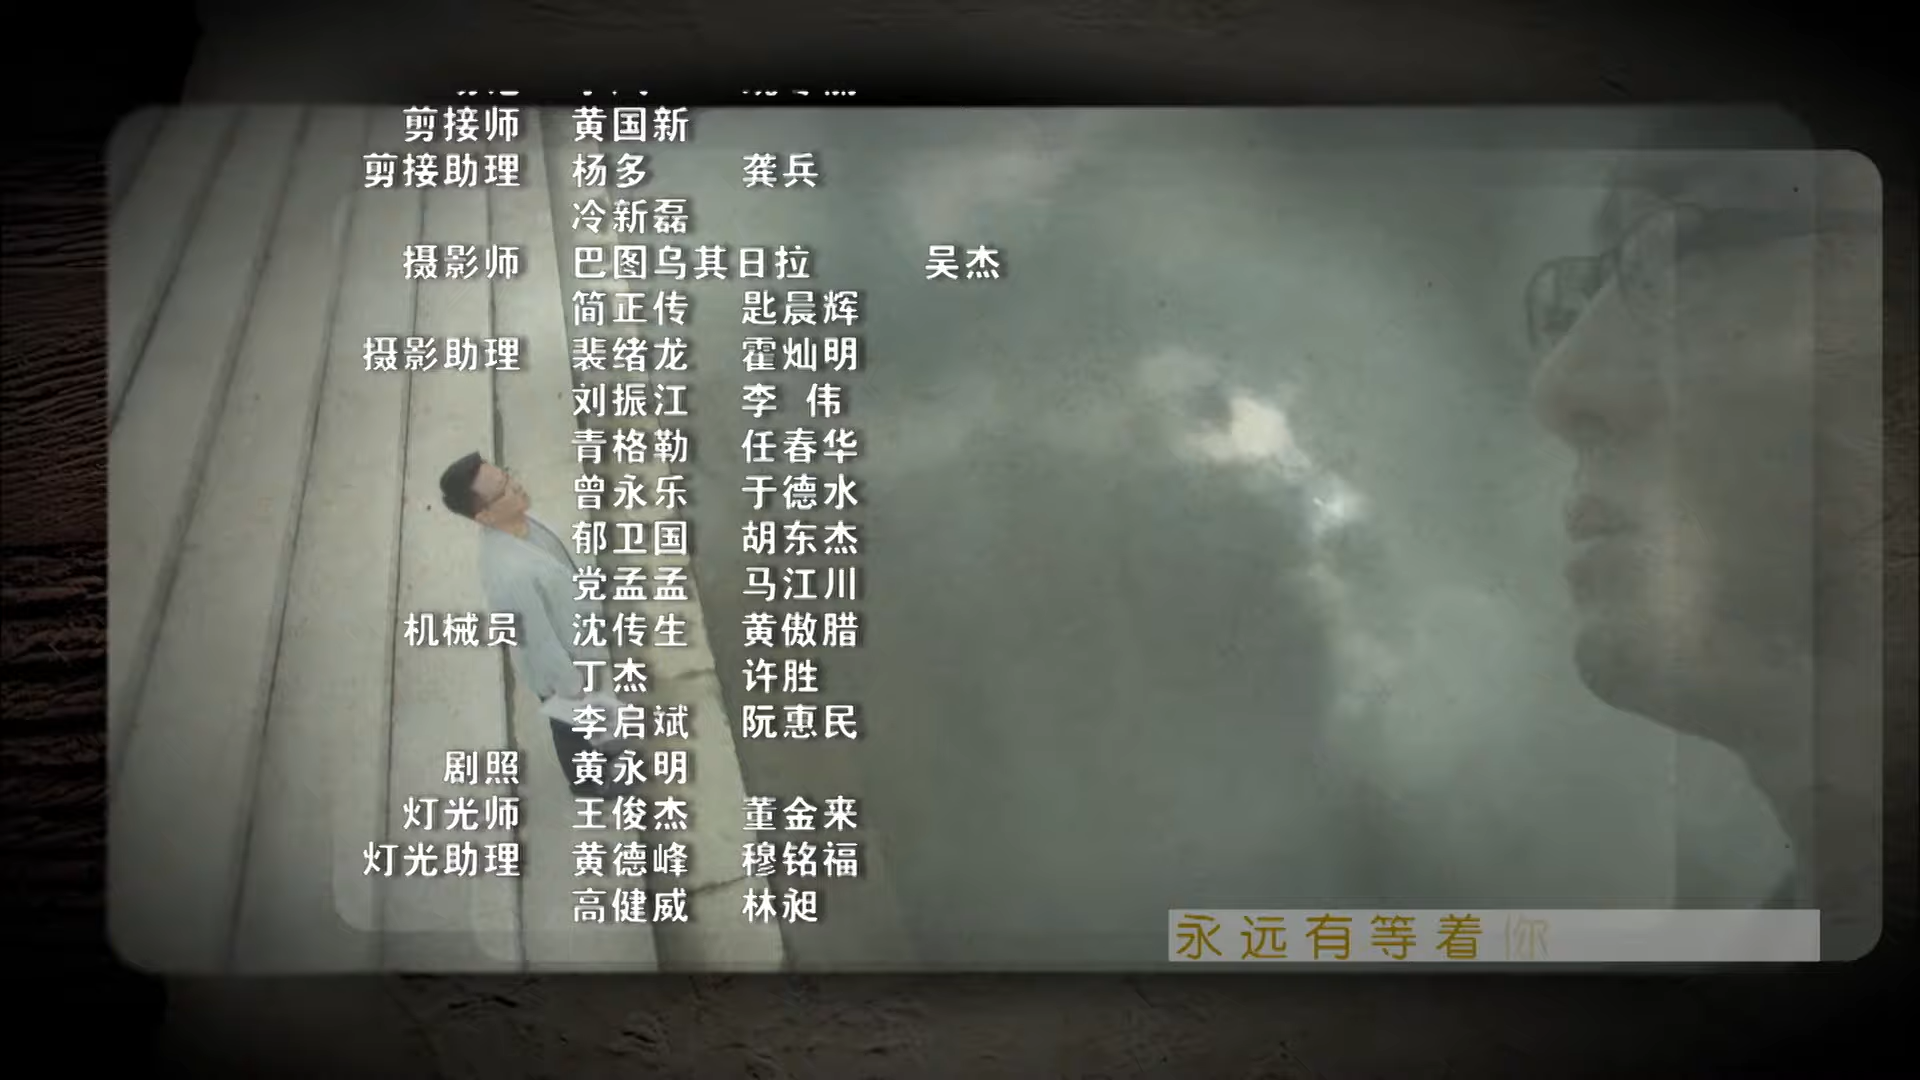 剪接师 黄国新
剪接助理 杨多 龚兵
冷新磊
摄影师 巴图乌其日拉 吴杰
简正传 匙晨辉
摄影助理 裴绪龙 霍灿明
刘振江 李 伟
青格勒 任春华
曾永乐 于德水
郁卫国 胡东杰
党孟孟 马江川
机械员 沈传生 黄傲腊
丁杰 许胜
李启斌 阮惠民
剧照 黄永明
灯光师 王俊杰 董金来
灯光助理 黄德峰 穆铭福
高健威 林昶
永远有等着你